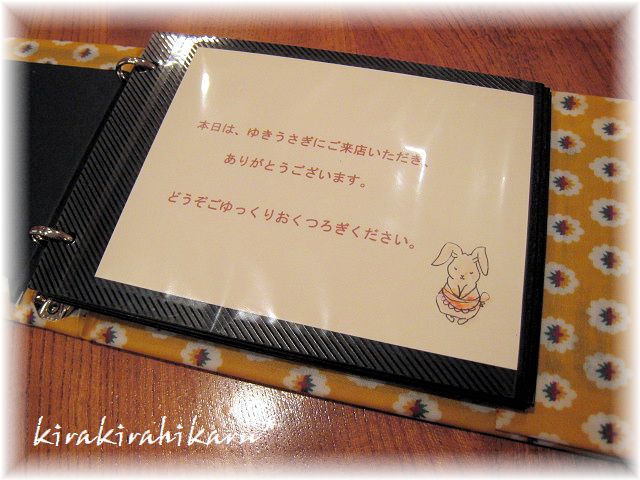 本日は、ゆきうさぎにご来店いただき、
ありがとうございます。
どうぞごゆっくりおくつろぎください。
kirakirahikaru